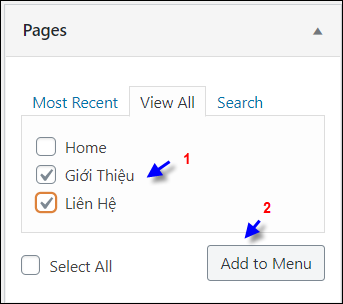 Pages
Most Recent View All Search
Home
1
Giới Thiệu
Liên Hệ
2
Select All Add to Menu